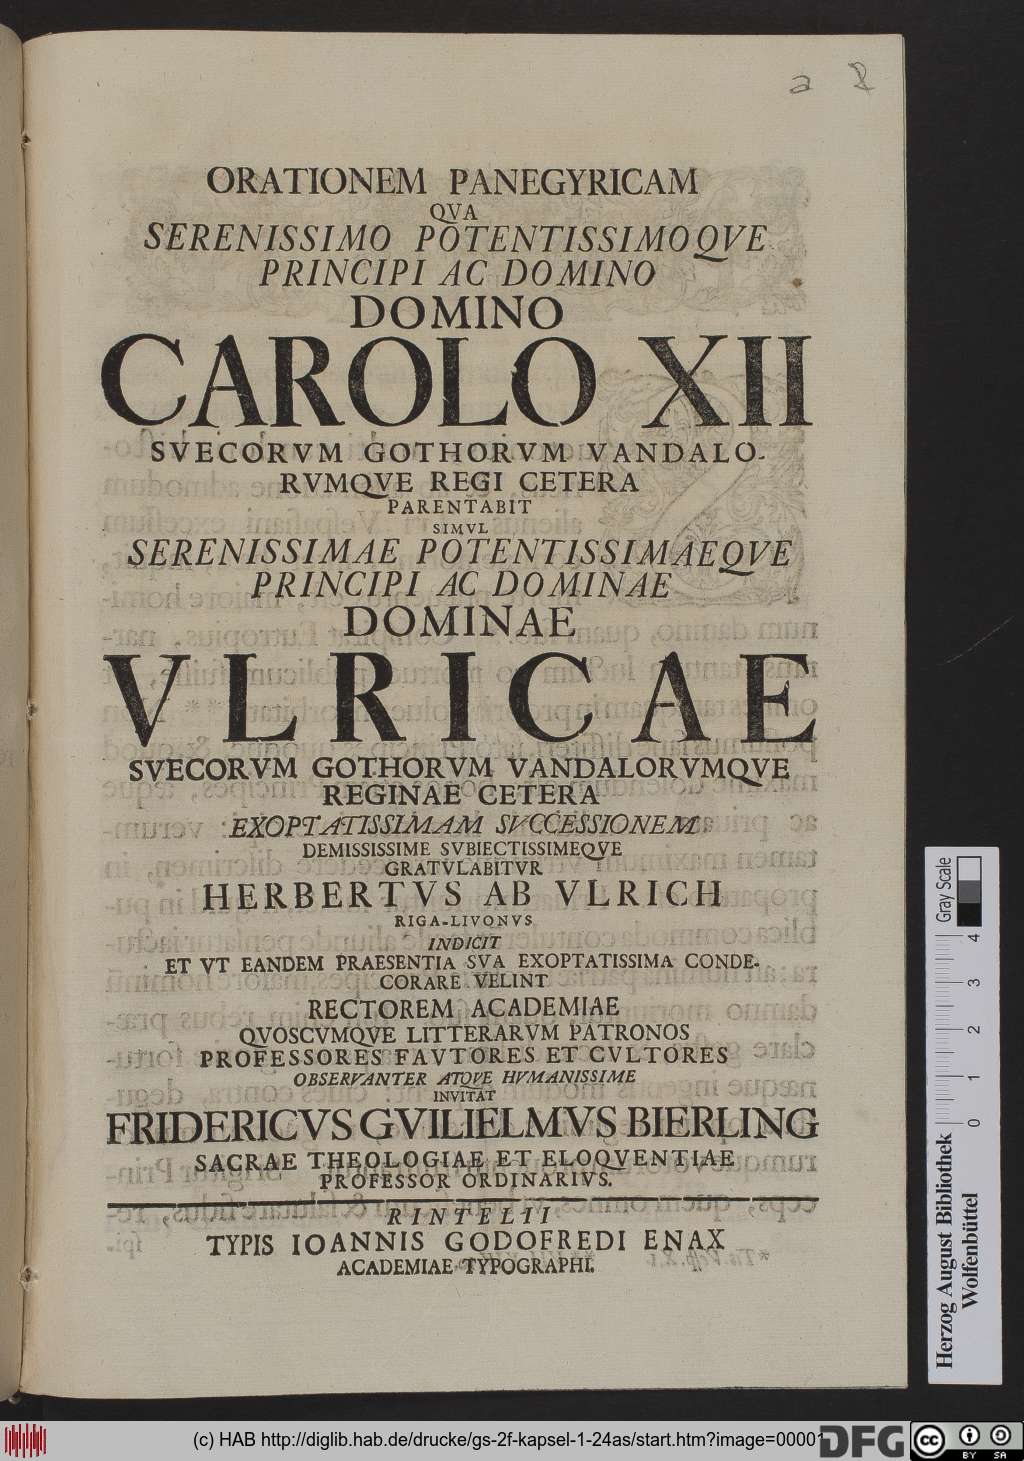 a 2
ORATIONEM PANEGYRICAM
QVA
SERENISSIMO POTENTISSIMOQVE
PRINCIPI AC DOMINO
DOMINO
CAROLO XII
SVECORVM GOTHORVM VANDALO-
RVMQVE REGI CETERA
PARENTABIT
SIMVL
SERENISSIMAE POTENTISSIMAEQVE
PRINCIPI AC DOMINAE
DOMINAE
VLRICAE
SVECORVM GOTHORVM VANDALORVMQVE
REGINAE CETERA
EXOPTATISSIMAM SVCCESSIONEM
DEMISSISSIME SVBIECTISSIMEQVE
GRATVLABITVR
HERBERTVS AB VLRICH
RIGA-LIVONVS
INDICIT
ET VT EANDEM PRAESENTIA SVA EXOPTATISSIMA CONDE-
CORARE VELINT
RECTOREM ACADEMIAE
QVOSCVMQVE LITTERARVM PATRONOS
PROFESSORES FAVTORES ET CVLTORES
OBSERVANTER ATQVE HVMANISSIME
INVITAT
FRIDERICVS GVILIELMVS BIERLING
SACRAE THEOLOGIAE ET ELOQVENTIAE
PROFESSOR ORDINARIVS.
RINTELII
TYPIS IOANNIS GODOFREDI ENAX
ACADEMIAE TYPOGRAPHI.
Gray Scale
0 1 2 3 4
Herzog August Bibliothek
Wolfenbüttel
(c) HAB http://diglib.hab.de/drucke/gs-2f-kapsel-1-24as/start.htm?image=00001
DFG
cc BY SA